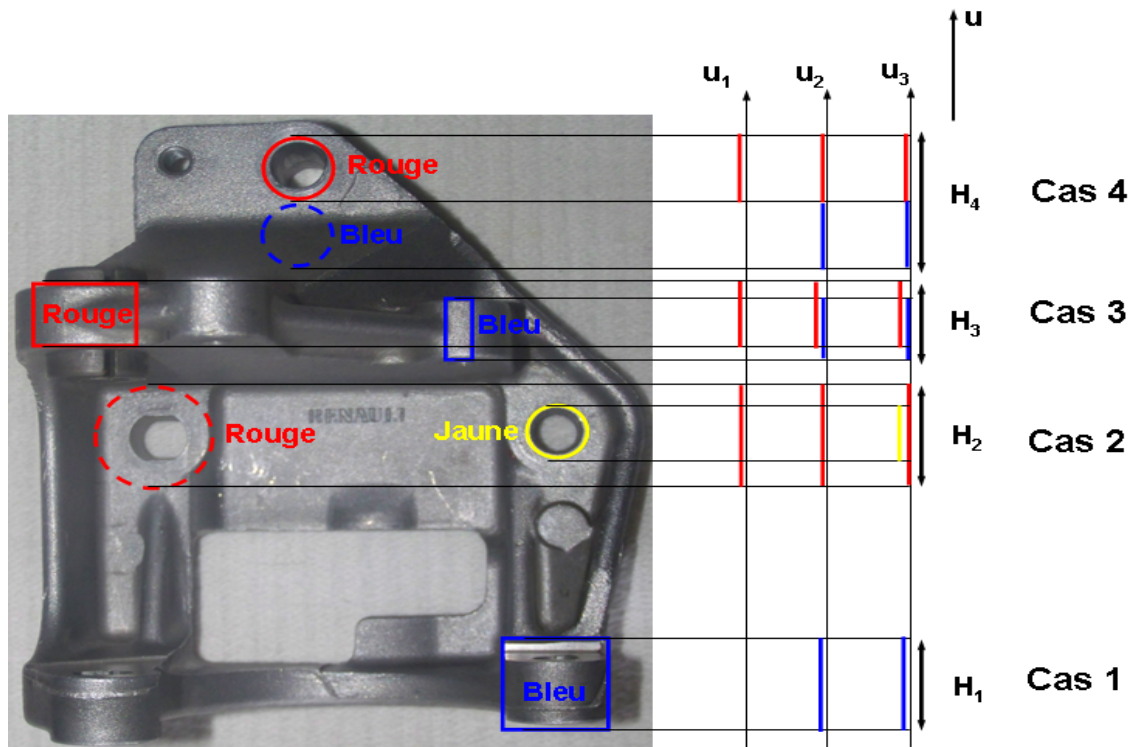 u
u1
u2
u3
Rouge
Bleu
H4
Cas 4
Rouge
Bleu
H3
Cas 3
RENAULT
Rouge
Jaune
H2
Cas 2
Bleu
H1
Cas 1